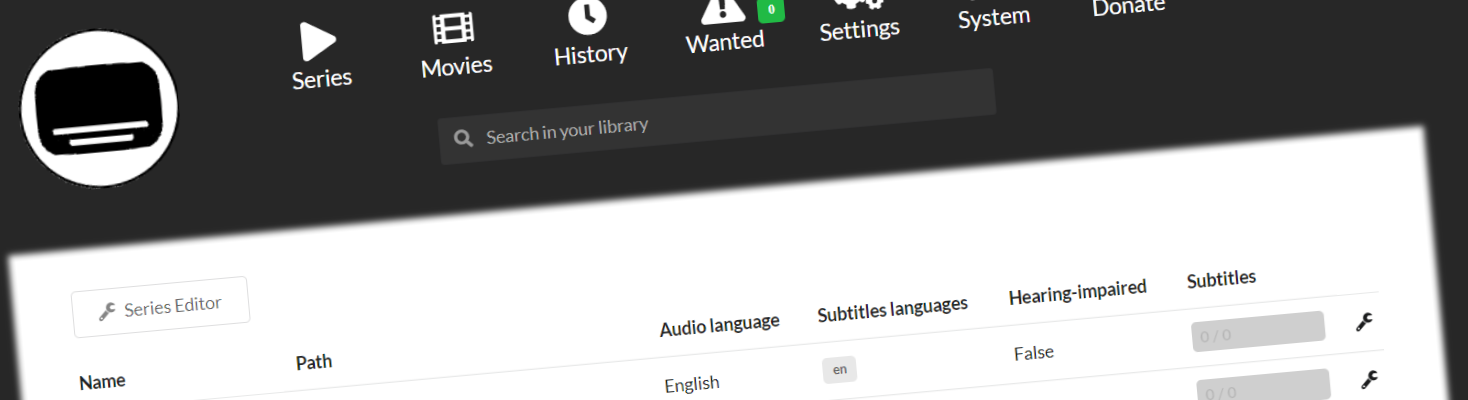 Series
Movies
History
Wanted
0
Settings
System
Donate
Search in your library
Series Editor
Name
Path
Audio language
Subtitles languages
Hearing-impaired
Subtitles
English
en
False
0 / 0
0 / 0